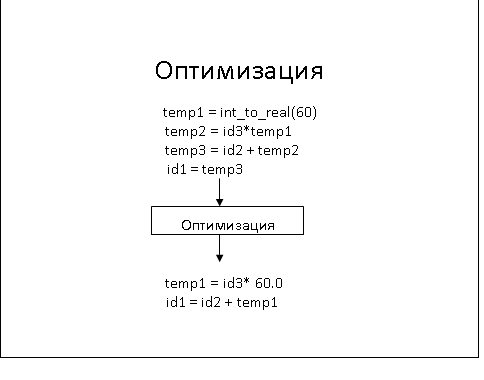 Оптимизация
temp1 = int_to_real(60)
temp2 = id3*temp1
temp3 = id2 + temp2
id1 = temp3
Оптимизация
temp1 = id3* 60.0
id1 = id2 + temp1